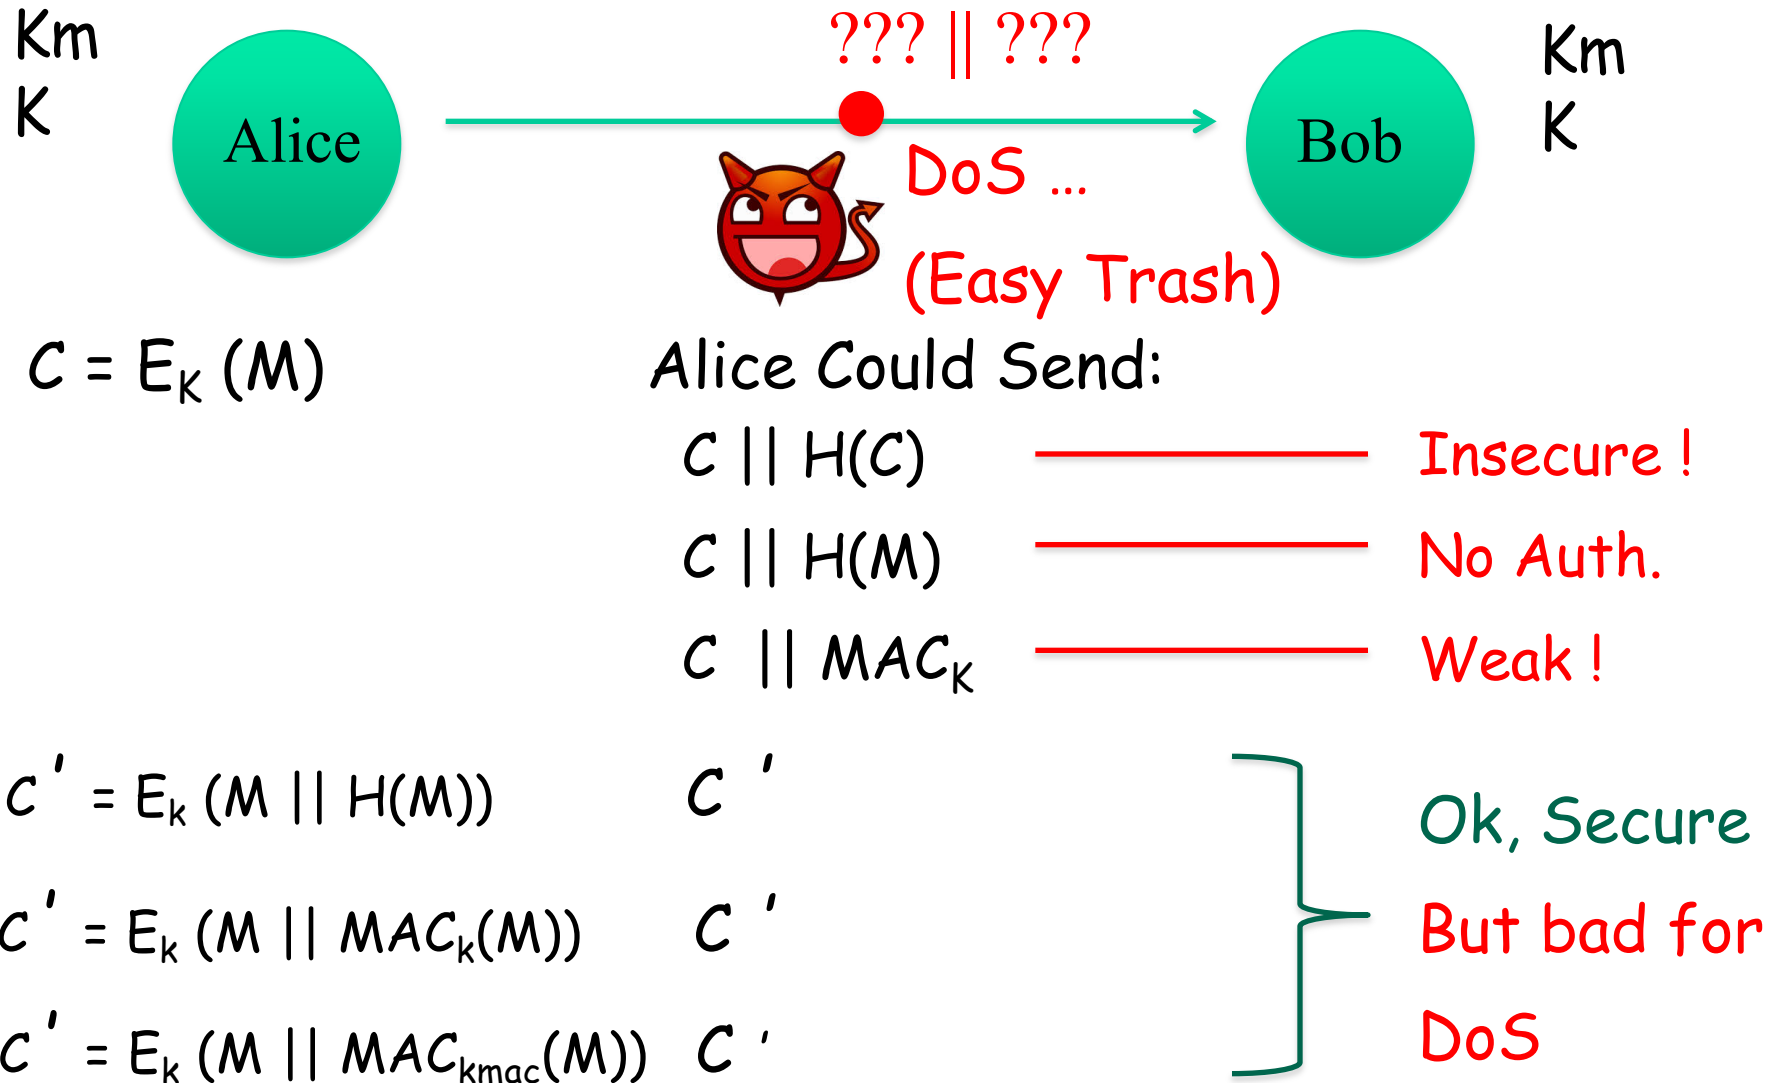 Km
K
Alice
??? || ???
Bob
Km
K
DoS ...
(Easy Trash)
C = EK (M)
Alice Could Send:
C || H(C)
Insecure !
C || H(M)
No Auth.
C || MACK
Weak !
C ' = Ek (M || H(M))
C '
Ok, Secure
C ' = Ek (M || MACk(M))
C '
But bad for
C ' = Ek (M || MACkmac(M))
C '
DoS